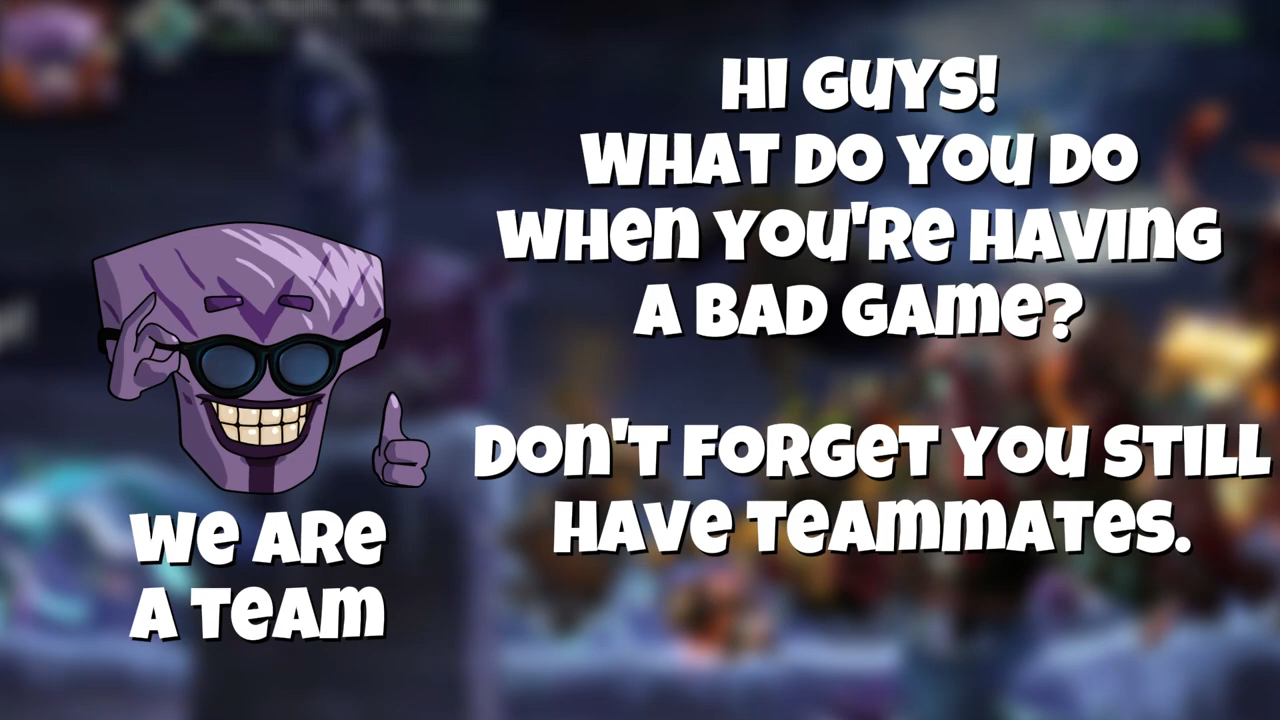 HI GUYS!
WHAT DO YOU DO
WHEN YOU'RE HAVING
A BAD GAME?
DON'T FORGET YOU STILL
HAVE TEAMMATES.
WE ARE
A TEAM